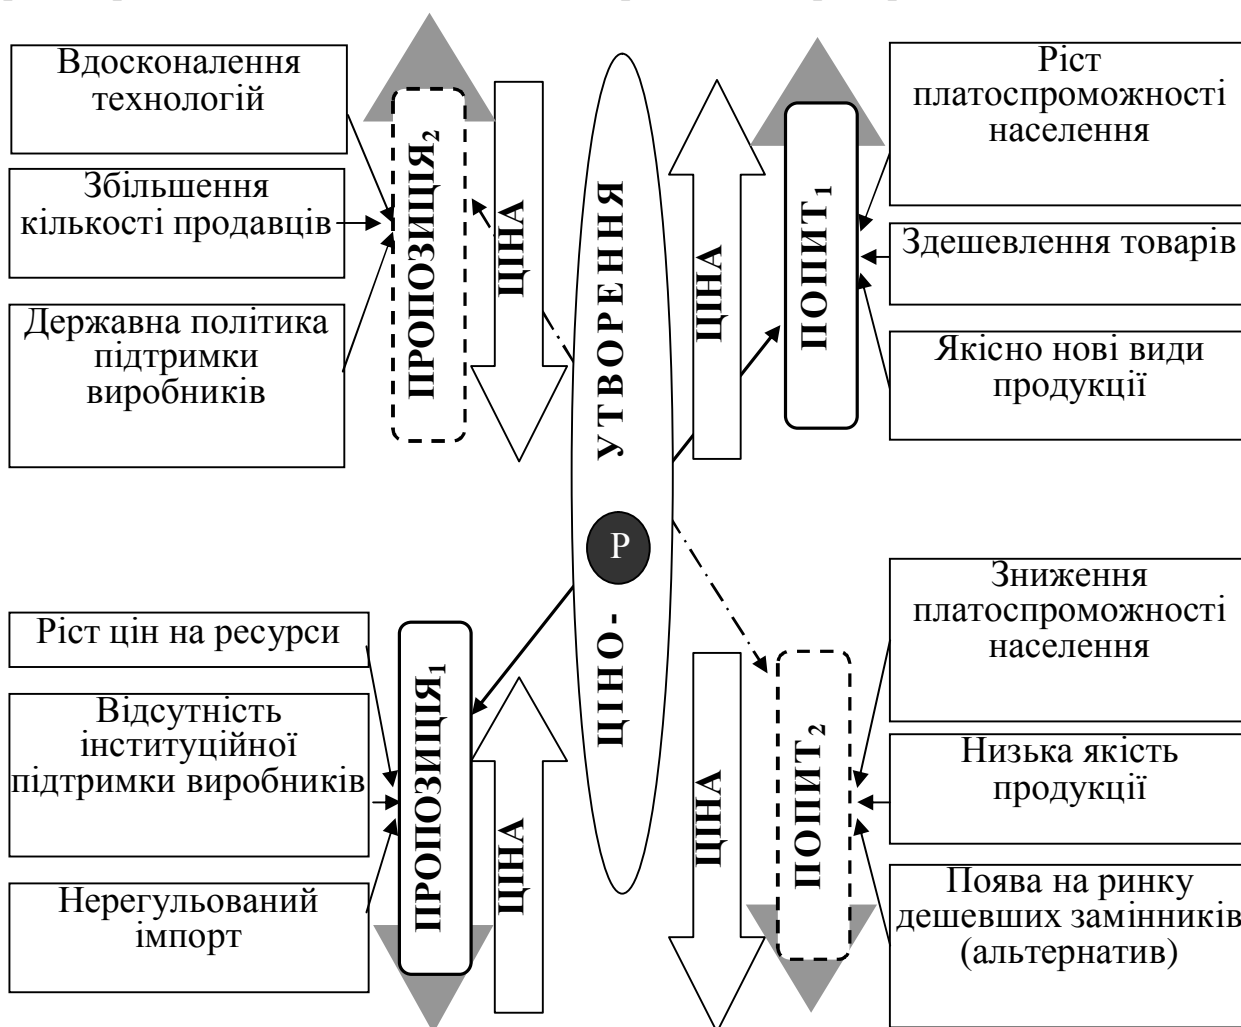 Вдосконалення
технологій
Збільшення
кількості продавців
Державна політика
підтримки
виробників
ПРОПОЗИЦІЯ2
ЦІНА
ЦІНО- УТВОРЕННЯ
Р
ЦІНА
ПОПИТ1
Ріст
платоспроможності
населення
Здешевлення товарів
Якісно нові види
продукції
Ріст цін на ресурси
Відсутність
інституційної
підтримки виробників
Нерегульований
імпорт
ПРОПОЗИЦІЯ1
ЦІНА
ЦІНА
ПОПИТ2
Зниження
платоспроможності
населення
Низька якість
продукції
Поява на ринку
дешевших замінників
(альтернатив)